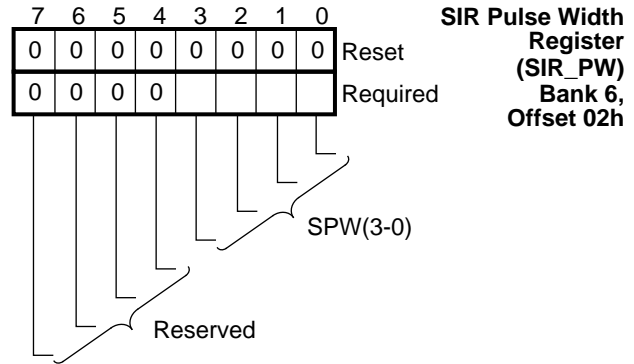 7 6 5 4 3 2 1 0
0 0 0 0 0 0 0 0 Reset
0 0 0 0 Required
SIR Pulse Width
Register
(SIR_PW)
Bank 6,
Offset 02h
SPW(3-0)
Reserved